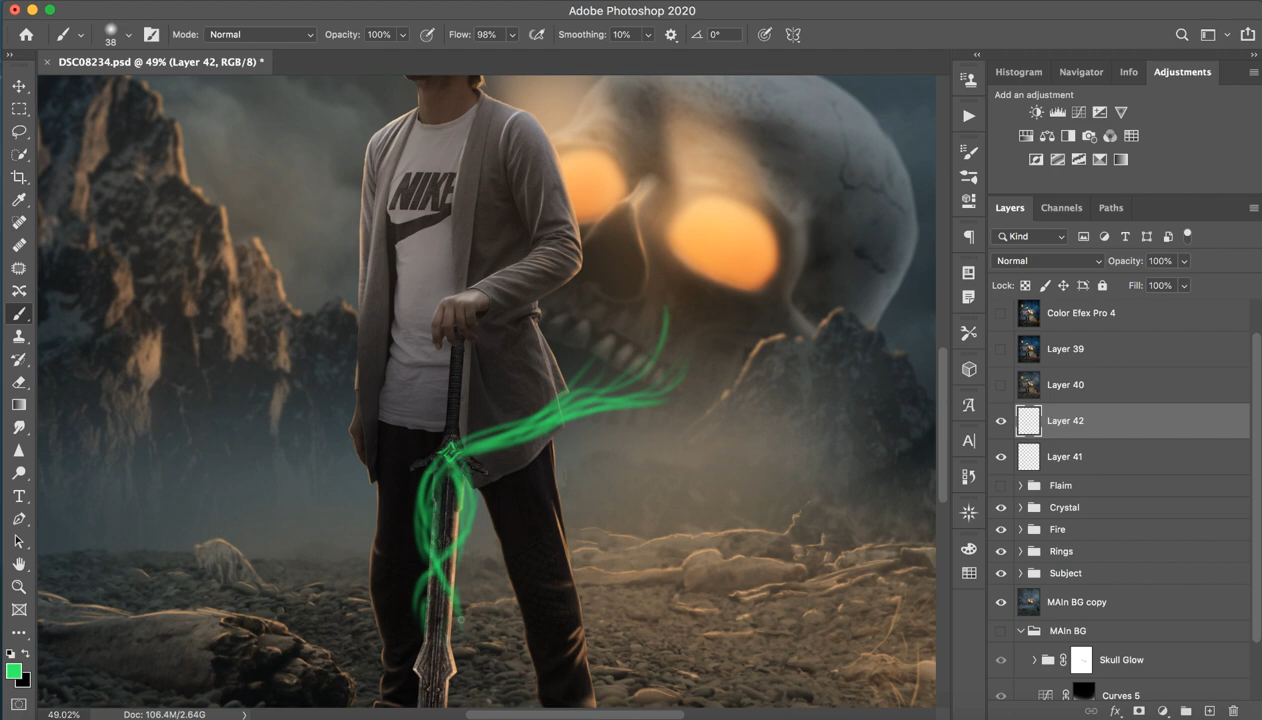 Adobe Photoshop 2020
38
Mode: Normal
Opacity: 100%
Flow: 98%
Smoothing: 10%
0°
DSC08234.psd @ 49% (Layer 42, RGB/8) *
Histogram
Navigator
Info
Adjustments
Add an adjustment
NIKE
Layers
Channels
Paths
Kind
Normal
Opacity: 100%
Lock:
Fill: 100%
Color Efex Pro 4
Layer 39
Layer 40
Layer 42
Layer 41
Flaim
Crystal
Fire
Rings
Subject
MAIn BG copy
MAIn BG
Skull Glow
Curves 5
49.02%
Doc: 106.4M/2.64G